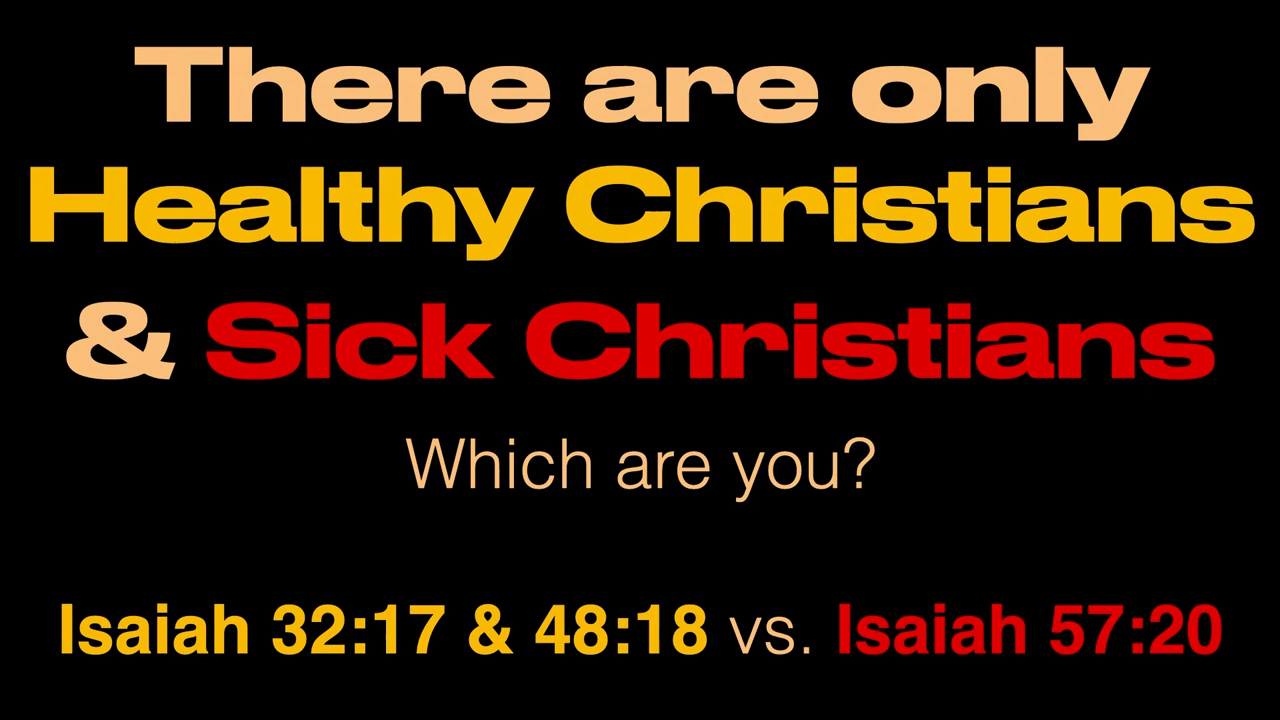 There are only
Healthy Christians
& Sick Christians
Which are you?
Isaiah 32:17 & 48:18 vs. Isaiah 57:20